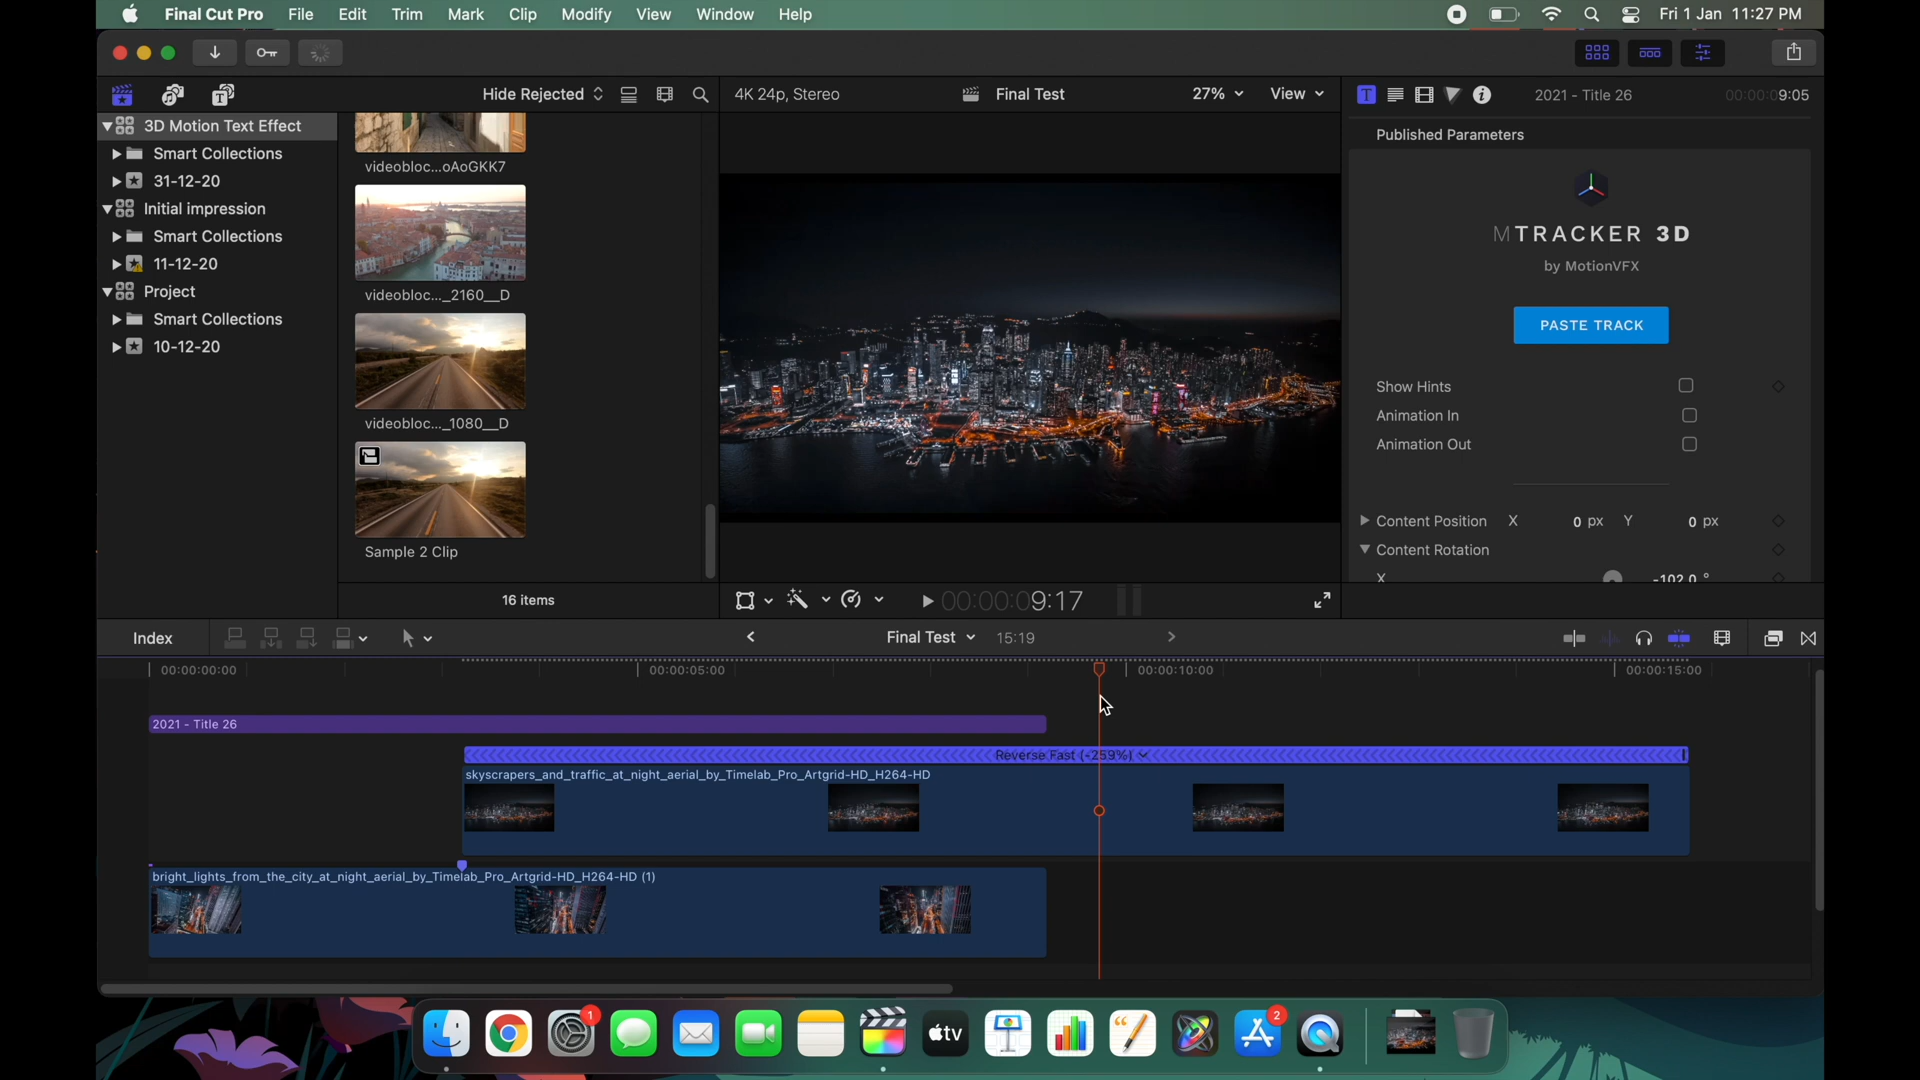 Final Cut Pro File Edit Trim Mark Clip Modify View Window Help Fri 1 Jan 11:27 PM
Hide Rejected 4K 24p, Stereo Final Test 27% View 2021 - Title 26 00:00:09:05
3D Motion Text Effect
Smart Collections
31-12-20
Initial impression
Smart Collections
11-12-20
Project
Smart Collections
10-12-20
videobloc...oAoGKK7
videobloc..._2160__D
videobloc..._1080__D
Sample 2 Clip
16 items
00:00:09:17
Published Parameters
MTRACKER 3D
by MotionVFX
PASTE TRACK
Show Hints
Animation In
Animation Out
Content Position X 0 px Y 0 px
Content Rotation
X -102.0 °
Index Final Test 15:19
00:00:00:00 00:00:05:00 00:00:10:00 00:00:15:00
2021 - Title 26
Reverse Fast (-259%)
skyscrapers_and_traffic_at_night_aerial_by_Timelab_Pro_Artgrid-HD_H264-HD
bright_lights_from_the_city_at_night_aerial_by_Timelab_Pro_Artgrid-HD_H264-HD (1)
1 tv 2